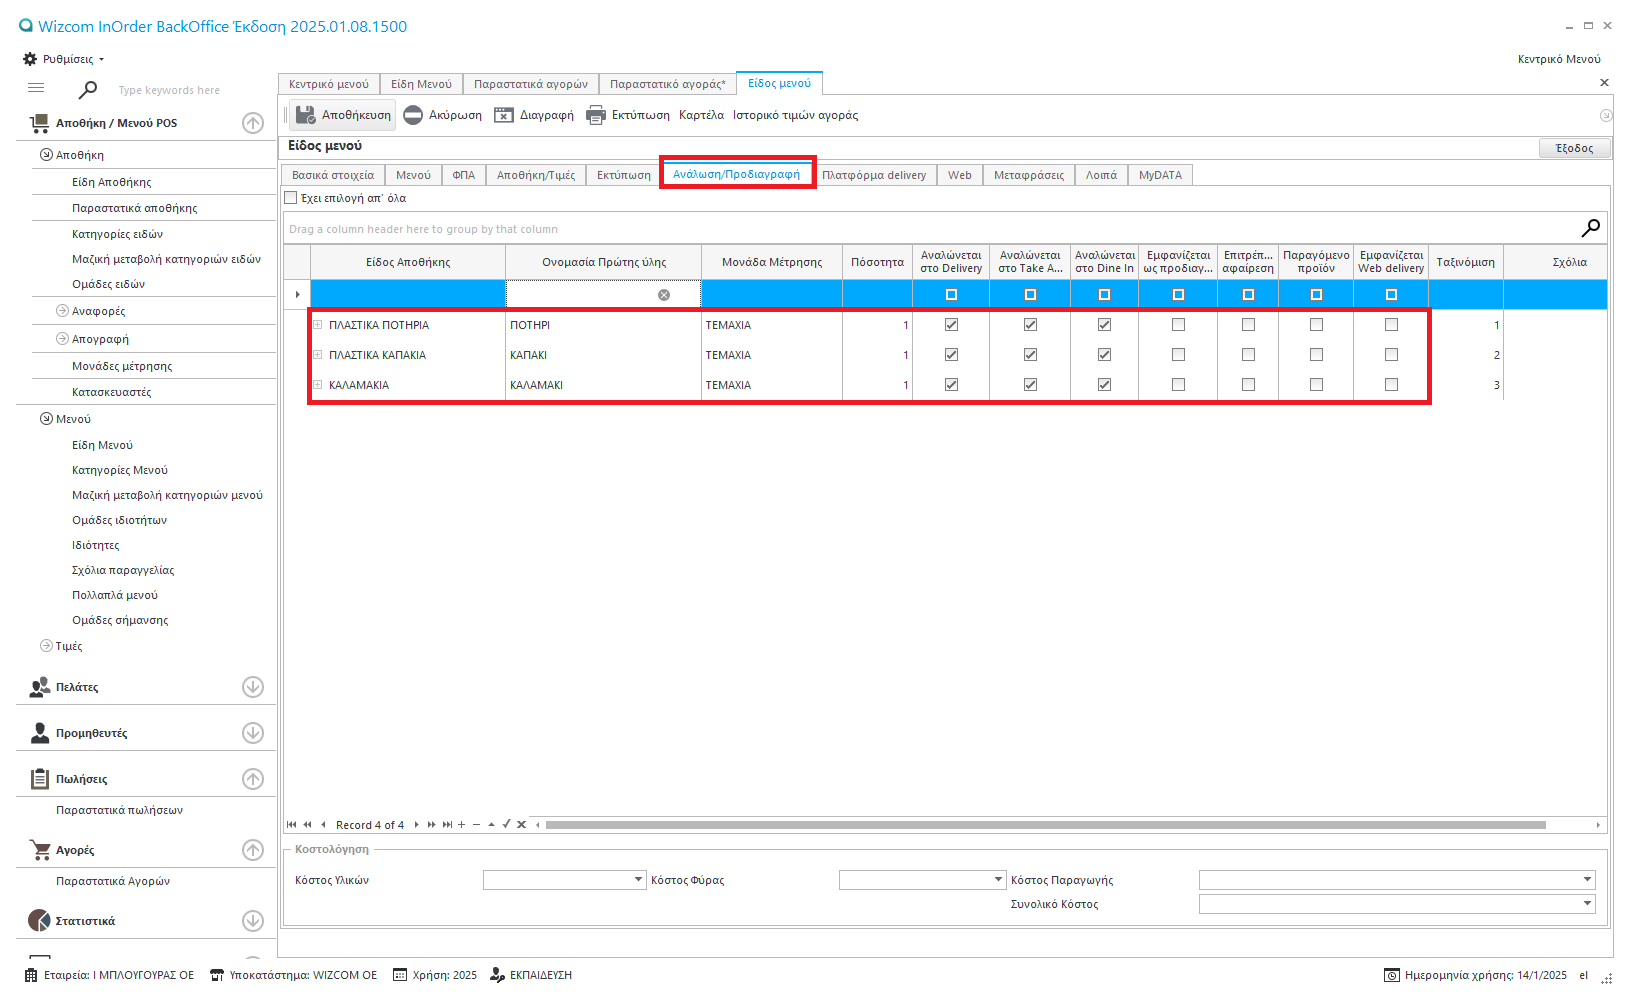 Wizcom InOrder BackOffice Έκδοση 2025.01.08.1500
Ρυθμίσεις
Κεντρικό Μενού
Type keywords here
Αποθήκη / Μενού POS
Αποθήκη
Είδη Αποθήκης
Παραστατικά αποθήκης
Κατηγορίες ειδών
Μαζική μεταβολή κατηγοριών ειδών
Ομάδες ειδών
Αναφορές
Απογραφή
Μονάδες μέτρησης
Κατασκευαστές
Μενού
Είδη Μενού
Κατηγορίες Μενού
Μαζική μεταβολή κατηγοριών μενού
Ομάδες ιδιοτήτων
Ιδιότητες
Σχόλια παραγγελίας
Πολλαπλά μενού
Ομάδες σήμανσης
Τιμές
Πελάτες
Προμηθευτές
Πωλήσεις
Παραστατικά πωλήσεων
Αγορές
Παραστατικά Αγορών
Στατιστικά
Κεντρικό μενού Είδη Μενού Παραστατικά αγορών Παραστατικό αγοράς* Είδος μενού
Αποθήκευση Ακύρωση Διαγραφή Εκτύπωση Καρτέλα Ιστορικό τιμών αγοράς
Είδος μενού Έξοδος
Βασικά στοιχεία Μενού ΦΠΑ Αποθήκη/Τιμές Εκτύπωση Ανάλωση/Προδιαγραφή Πλατφόρμα delivery Web Μεταφράσεις Λοιπά MyDATA
Έχει επιλογή απ' όλα
Drag a column header here to group by that column
Είδος Αποθήκης Ονομασία Πρώτης ύλης Μονάδα Μέτρησης Πόσοτητα Αναλώνεται στο Delivery Αναλώνεται στο Take A... Αναλώνεται στο Dine In Εμφανίζεται ως προδιαγ... Επιτρέπ... αφαίρεση Παραγόμενο προϊόν Εμφανίζεται Web delivery Ταξινόμιση Σχόλια
ΠΛΑΣΤΙΚΑ ΠΟΤΗΡΙΑ ΠΟΤΗΡΙ ΤΕΜΑΧΙΑ 1 1
ΠΛΑΣΤΙΚΑ ΚΑΠΑΚΙΑ ΚΑΠΑΚΙ ΤΕΜΑΧΙΑ 1 2
ΚΑΛΑΜΑΚΙΑ ΚΑΛΑΜΑΚΙ ΤΕΜΑΧΙΑ 1 3
Record 4 of 4
Κοστολόγηση
Κόστος Υλικών Κόστος Φύρας Κόστος Παραγωγής
Συνολικό Κόστος
Εταιρεία: Ι ΜΠΛΟΥΓΟΥΡΑΣ ΟΕ Υποκατάστημα: WIZCOM OE Χρήση: 2025 ΕΚΠΑΙΔΕΥΣΗ Ημερομηνία χρήσης: 14/1/2025 el